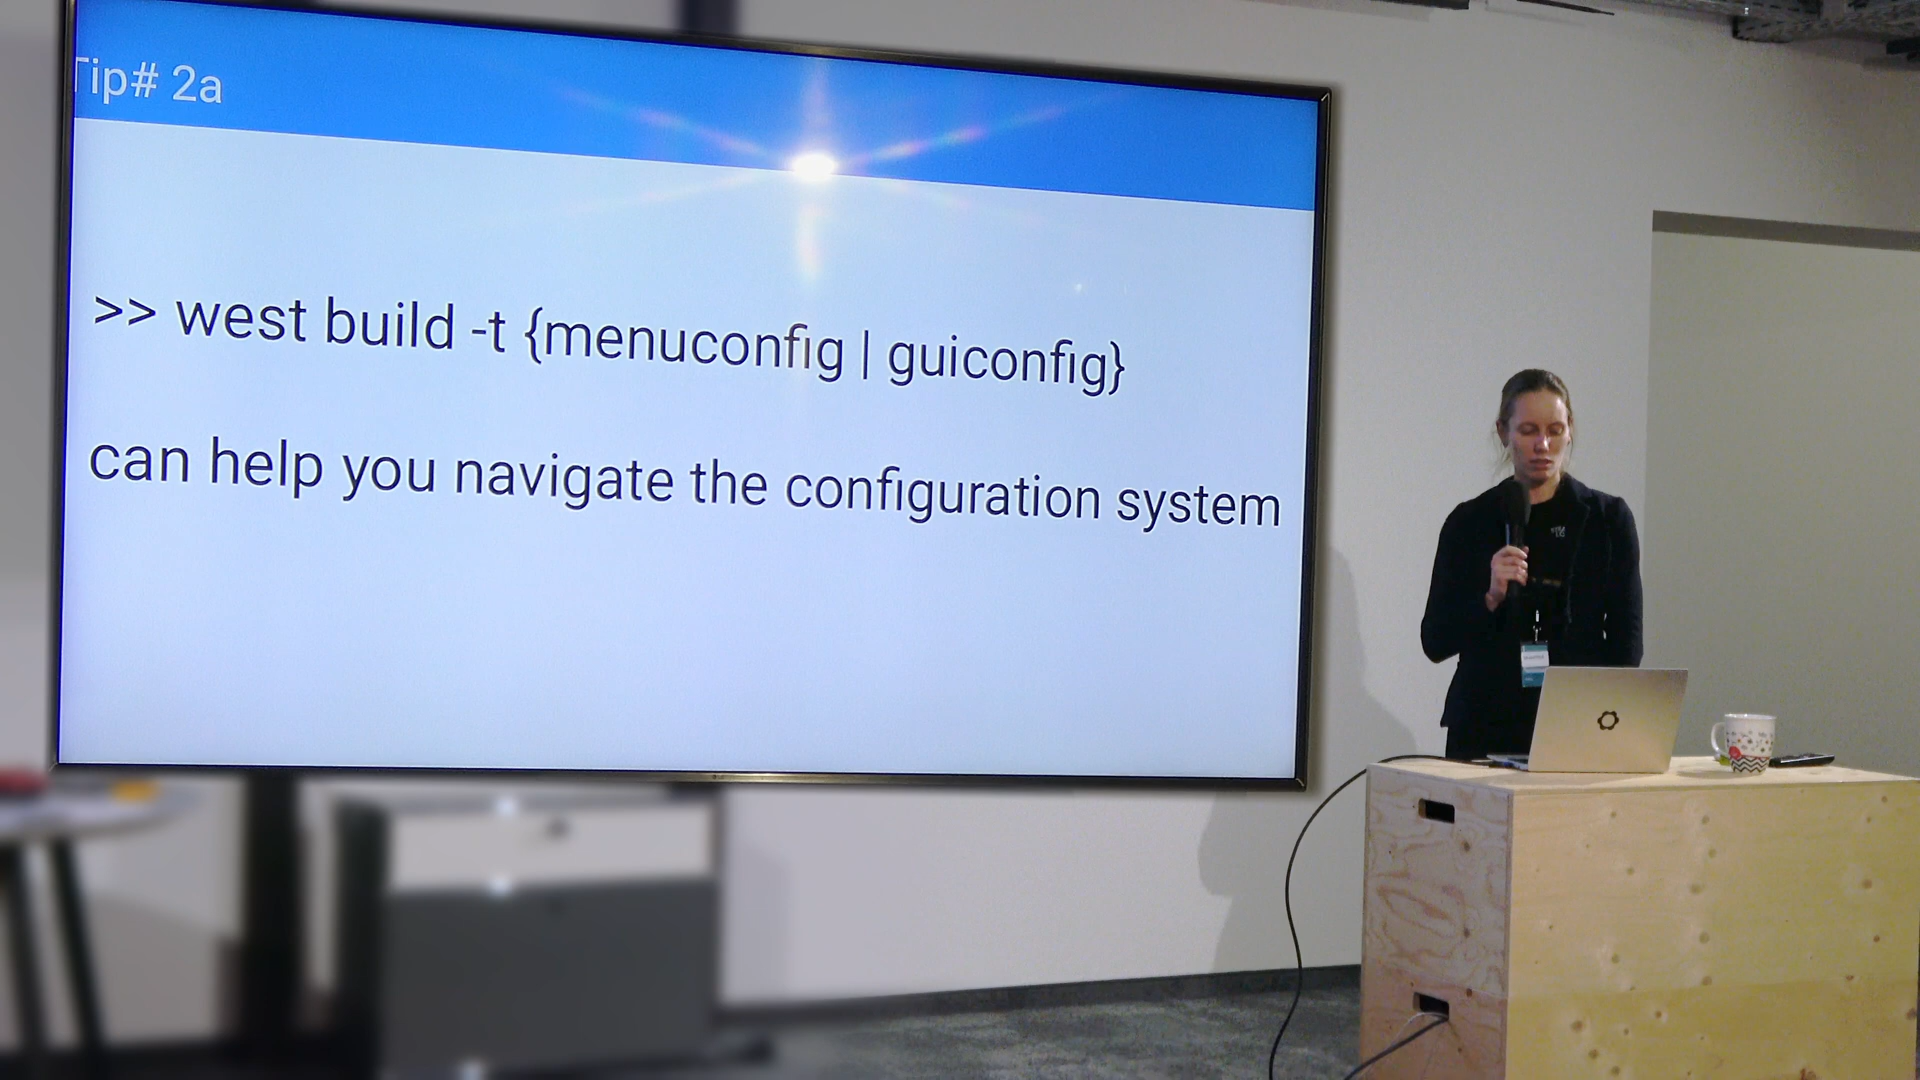 Tip# 2a
>> west build -t {menuconfig | guiconfig}
can help you navigate the configuration system